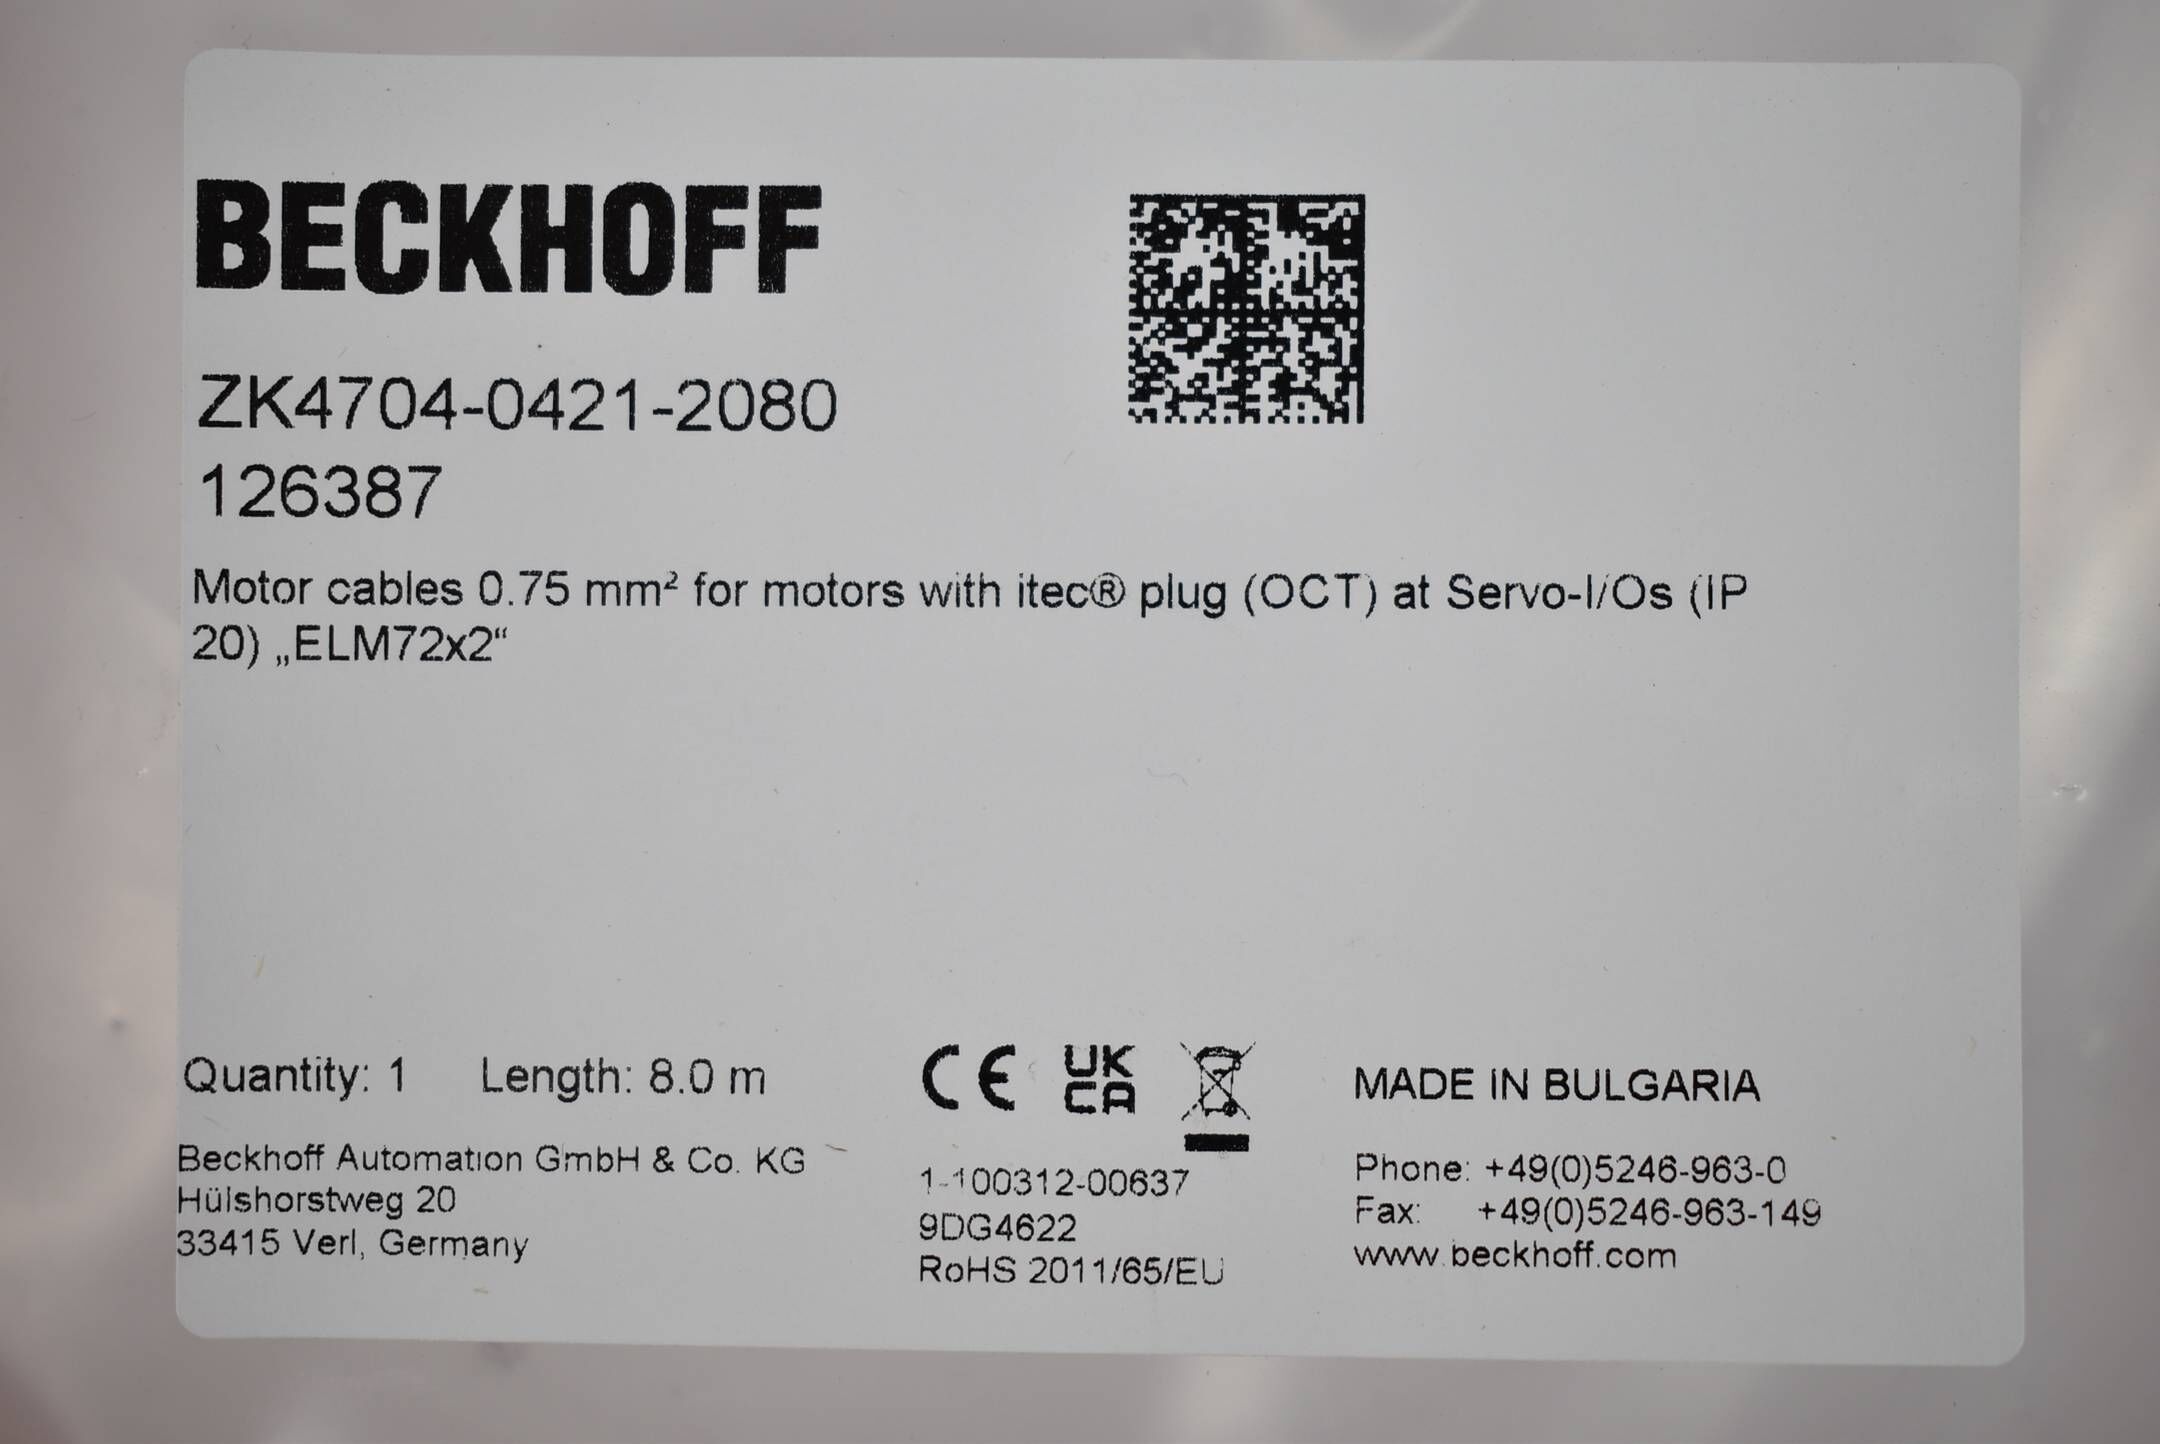 BECKHOFF
ZK4704-0421-2080
126387
Motor cables 0.75 mm² for motors with itec® plug (OCT) at Servo-I/Os (IP
20) „ELM72x2“
Quantity: 1 Length: 8.0 m
CE UK CA
MADE IN BULGARIA
Beckhoff Automation GmbH & Co. KG
Hülshorstweg 20
33415 Verl, Germany
1-100312-00637
9DG4622
RoHS 2011/65/EU
Phone: +49(0)5246-963-0
Fax: +49(0)5246-963-149
www.beckhoff.com